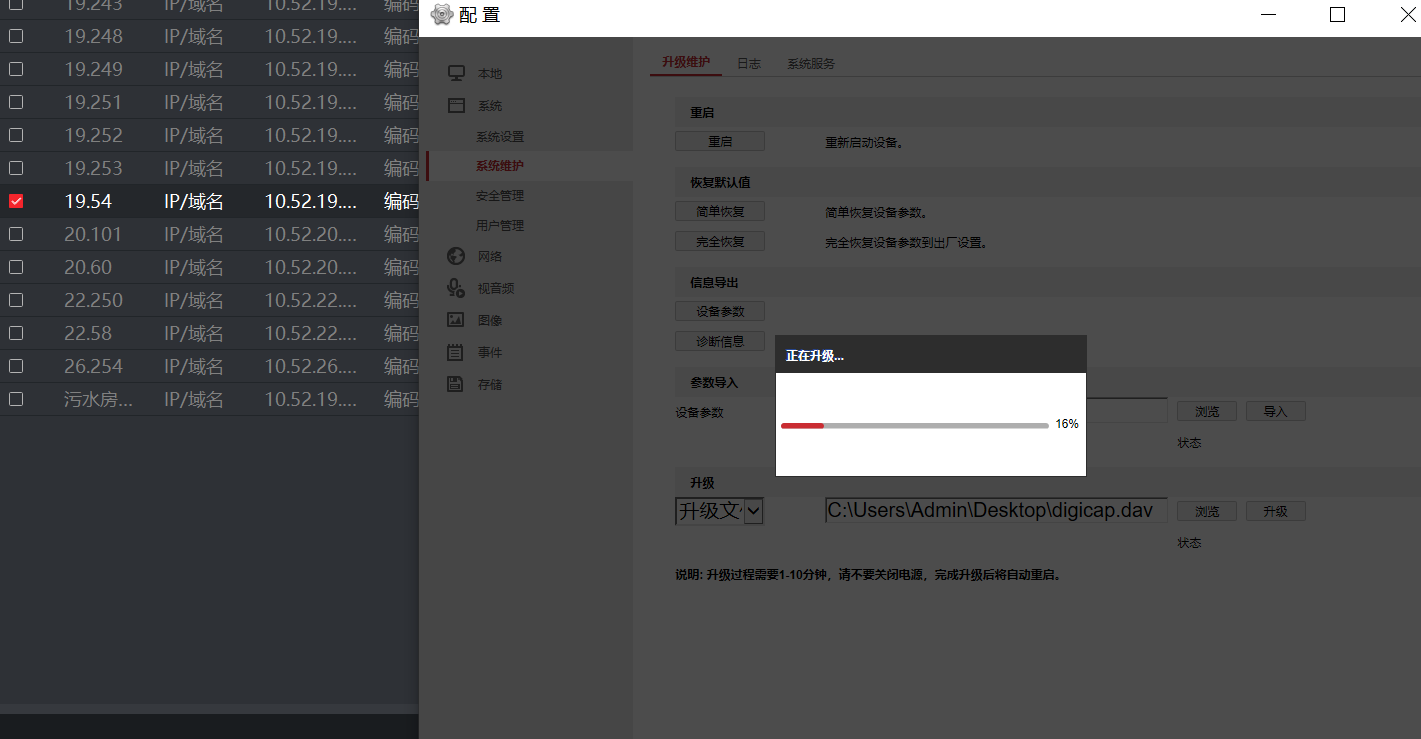 19.243 IP/域名 10.52.19.... 编码
19.248 IP/域名 10.52.19.... 编码
19.249 IP/域名 10.52.19.... 编码
19.251 IP/域名 10.52.19.... 编码
19.252 IP/域名 10.52.19.... 编码
19.253 IP/域名 10.52.19.... 编码
19.54 IP/域名 10.52.19.... 编码
20.101 IP/域名 10.52.20.... 编码
20.60 IP/域名 10.52.20.... 编码
22.250 IP/域名 10.52.22.... 编码
22.58 IP/域名 10.52.22.... 编码
26.254 IP/域名 10.52.26.... 编码
污水房... IP/域名 10.52.19.... 编码
配 置
本地
系统
系统设置
系统维护
安全管理
用户管理
网络
视音频
图像
事件
存储
升级维护 日志 系统服务
重启
重启 重新启动设备。
恢复默认值
简单恢复 简单恢复设备参数。
完全恢复 完全恢复设备参数到出厂设置。
信息导出
设备参数
诊断信息
正在升级...
16%
参数导入
设备参数 浏览 导入
状态
升级
升级文 C:\Users\Admin\Desktop\digicap.dav 浏览 升级
状态
说明: 升级过程需要1-10分钟，请不要关闭电源，完成升级后将自动重启。